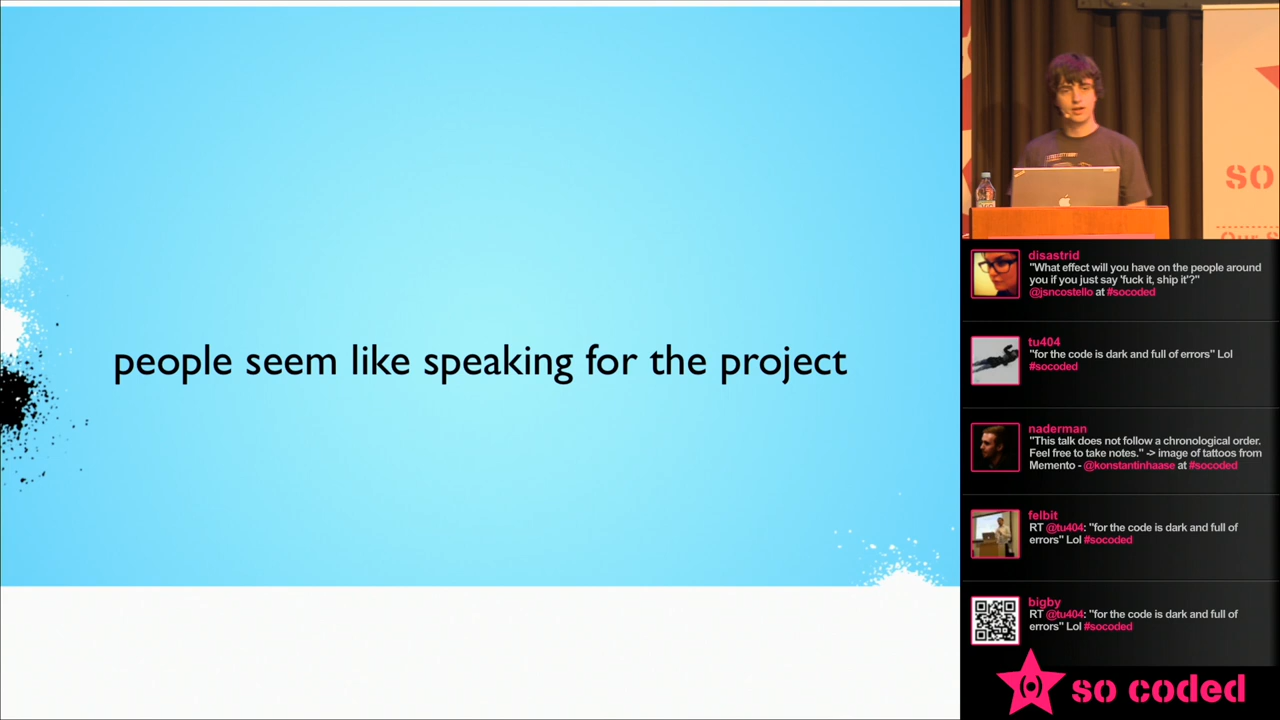 people seem like speaking for the project
so
disastrid
"What effect will you have on the people around
you if you just say 'fuck it, ship it'?"
@jsncostello at #socoded
tu404
"for the code is dark and full of errors" Lol
#socoded
naderman
"This talk does not follow a chronological order.
Feel free to take notes." -> image of tattoos from
Memento - @konstantinhaase at #socoded
felbit
RT @tu404: "for the code is dark and full of
errors" Lol #socoded
bigby
RT @tu404: "for the code is dark and full of
errors" Lol #socoded
so coded